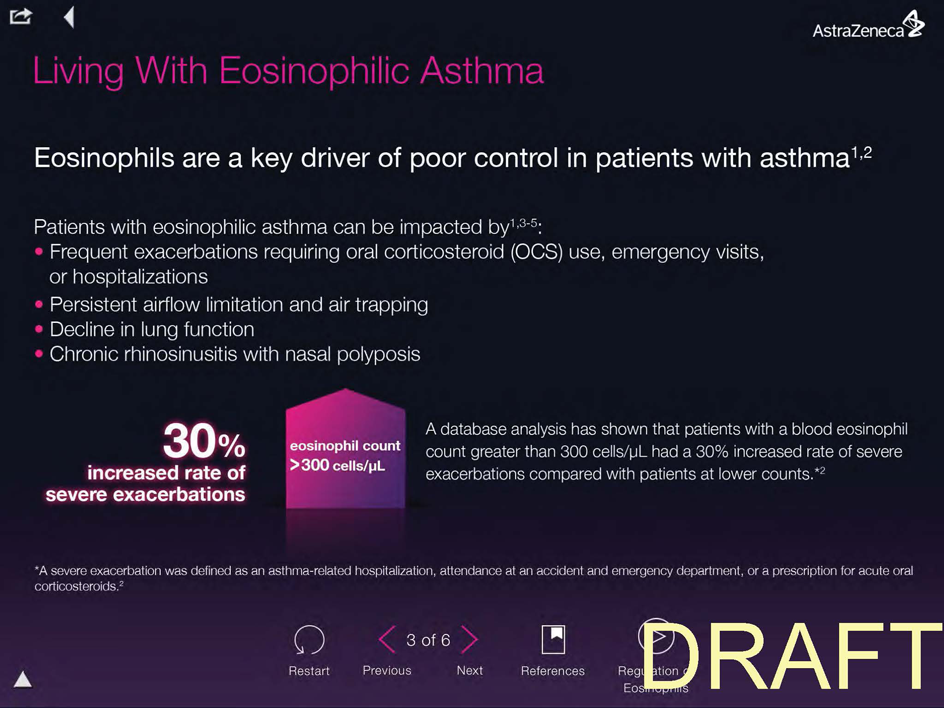 AstraZeneca
Living With Eosinophilic Asthma
Eosinophils are a key driver of poor control in patients with asthma1,2
Patients with eosinophilic asthma can be impacted by1,3-5:
• Frequent exacerbations requiring oral corticosteroid (OCS) use, emergency visits,
or hospitalizations
• Persistent airflow limitation and air trapping
• Decline in lung function
• Chronic rhinosinusitis with nasal polyposis
30%
increased rate of
severe exacerbations
eosinophil count
>300 cells/µL
A database analysis has shown that patients with a blood eosinophil
count greater than 300 cells/µL had a 30% increased rate of severe
exacerbations compared with patients at lower counts.*2
*A severe exacerbation was defined as an asthma-related hospitalization, attendance at an accident and emergency department, or a prescription for acute oral
corticosteroids.2
Restart
Previous
3 of 6
Next
References
Regulation of
Eosinophils
DRAFT